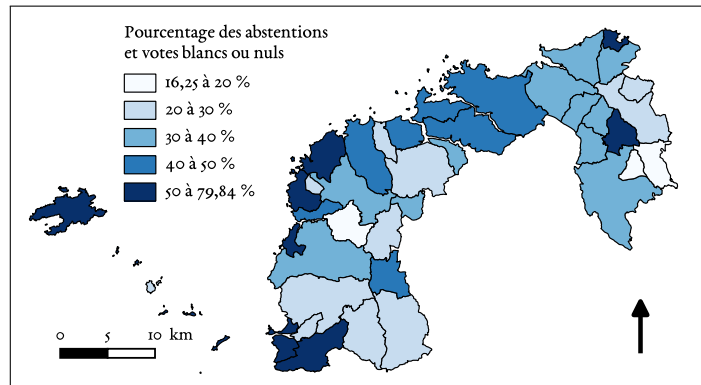 Pourcentage des abstentions
et votes blancs ou nuls
16,25 à 20 %
20 à 30 %
30 à 40 %
40 à 50 %
50 à 79,84 %
0 5 10 km